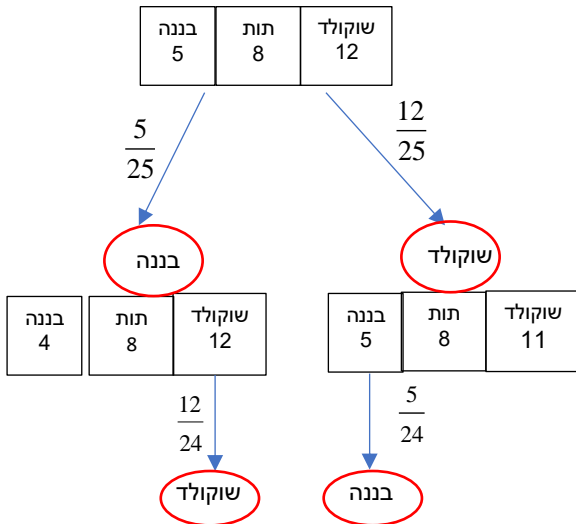 שוקולד תות בננה
12 8 5
12/25 5/25
שוקולד בננה
שוקולד תות בננה שוקולד תות בננה
11 8 5 12 8 4
5/24 12/24
בננה שוקולד